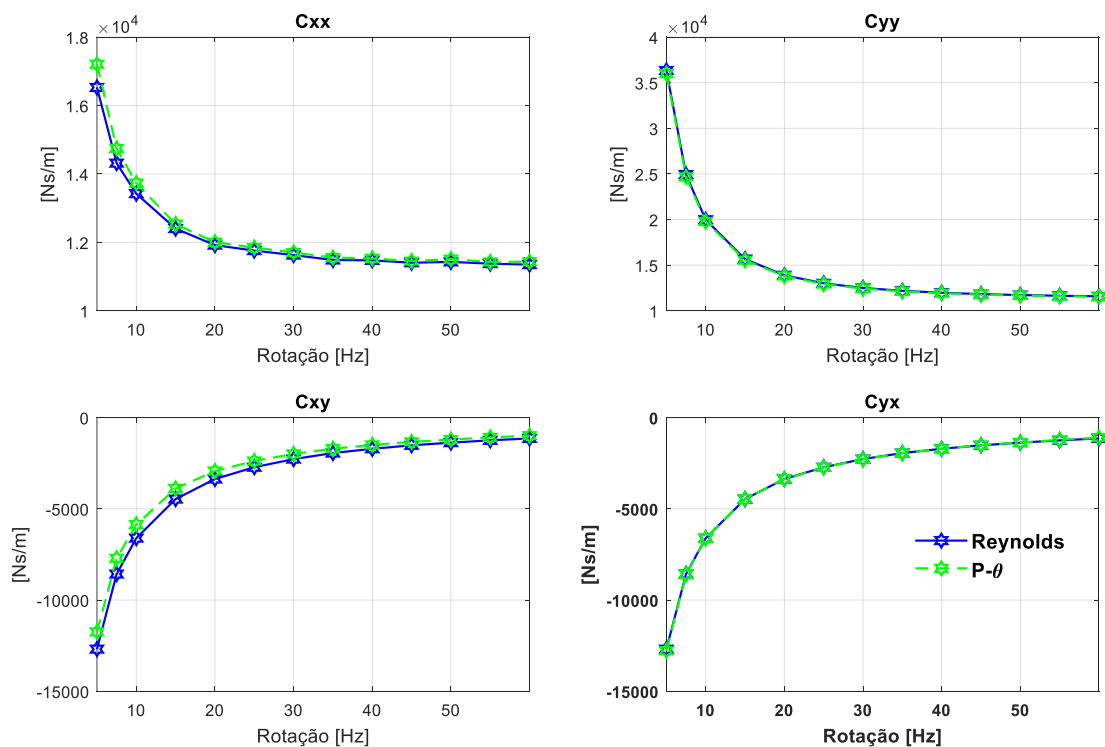 Cxx
×10^4
1.8
1.6
1.4
1.2
1
[Ns/m]
10 20 30 40 50
Rotação [Hz]
Cyy
×10^4
4
3.5
3
2.5
2
1.5
1
[Ns/m]
10 20 30 40 50
Rotação [Hz]
Cxy
0
-5000
-10000
-15000
[Ns/m]
10 20 30 40 50
Rotação [Hz]
Cyx
0
-5000
-10000
-15000
[Ns/m]
Reynolds
P-θ
10 20 30 40 50
Rotação [Hz]